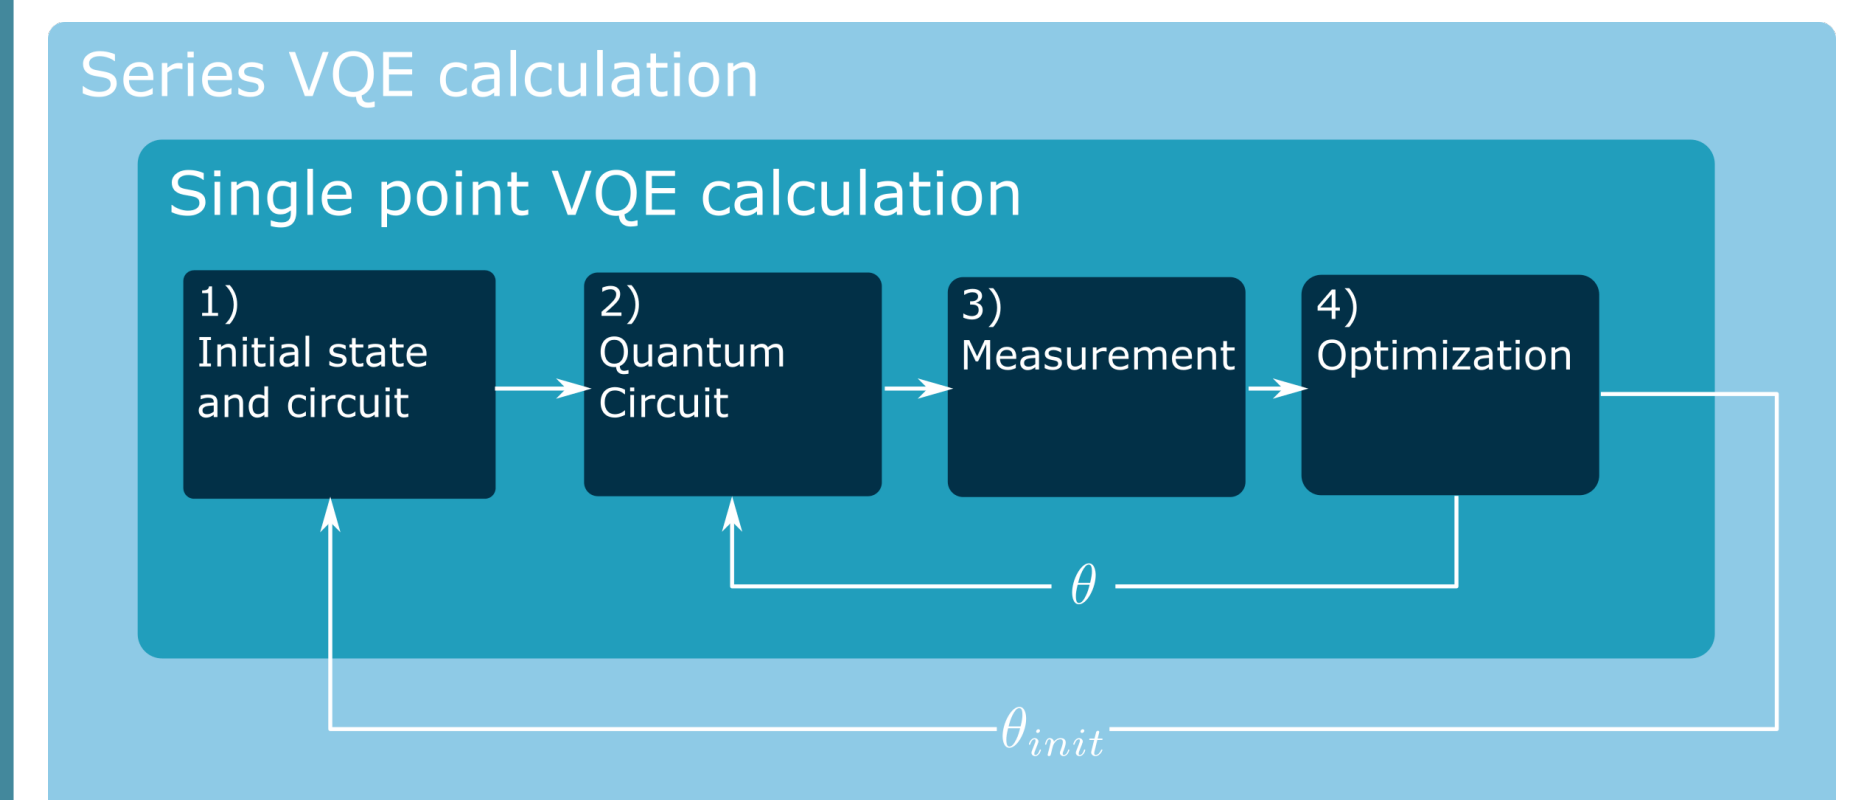 Series VQE calculation
Single point VQE calculation
1)
Initial state
and circuit
2)
Quantum
Circuit
3)
Measurement
4)
Optimization
θ
θ_init